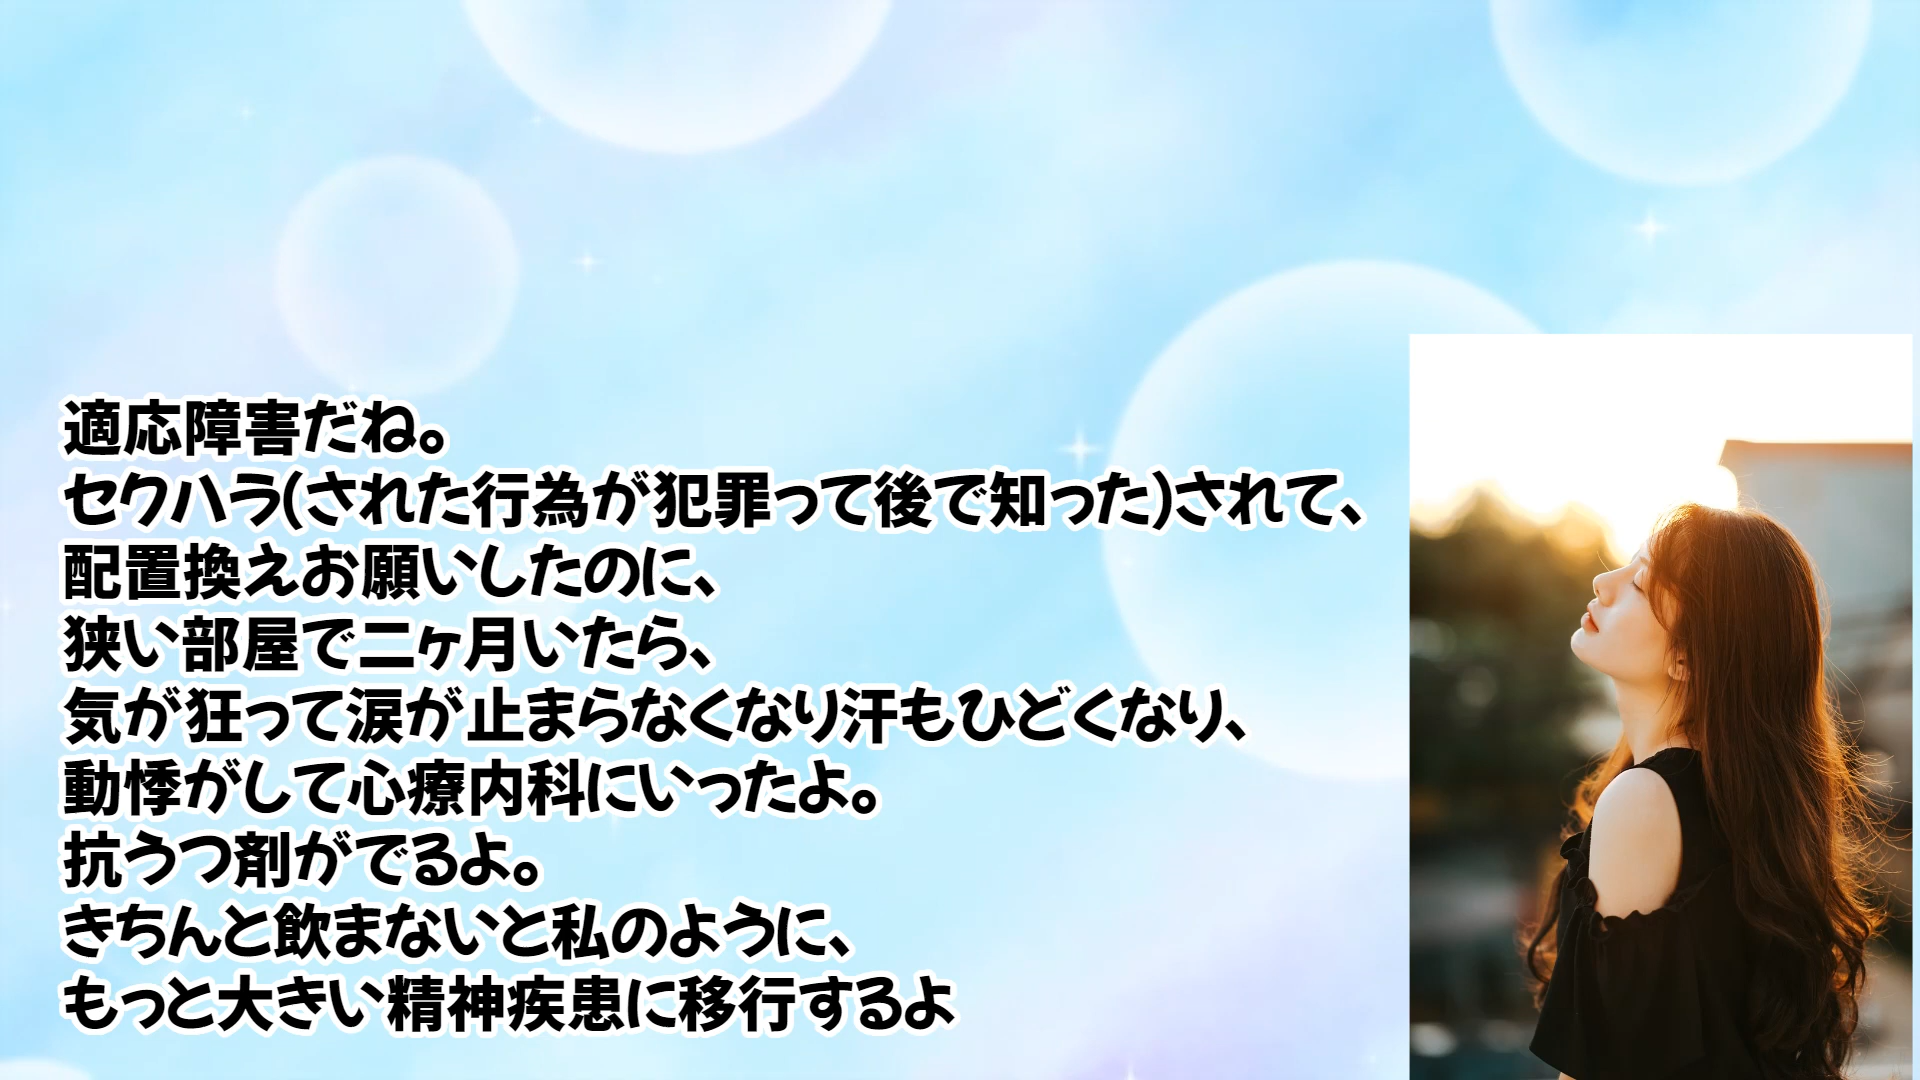 適応障害だね。
セクハラ(された行為が犯罪って後で知った)されて、
配置換えお願いしたのに、
狭い部屋で二ヶ月いたら、
気が狂って涙が止まらなくなり汗もひどくなり、
動悸がして心療内科にいったよ。
抗うつ剤がでるよ。
きちんと飲まないと私のように、
もっと大きい精神疾患に移行するよ